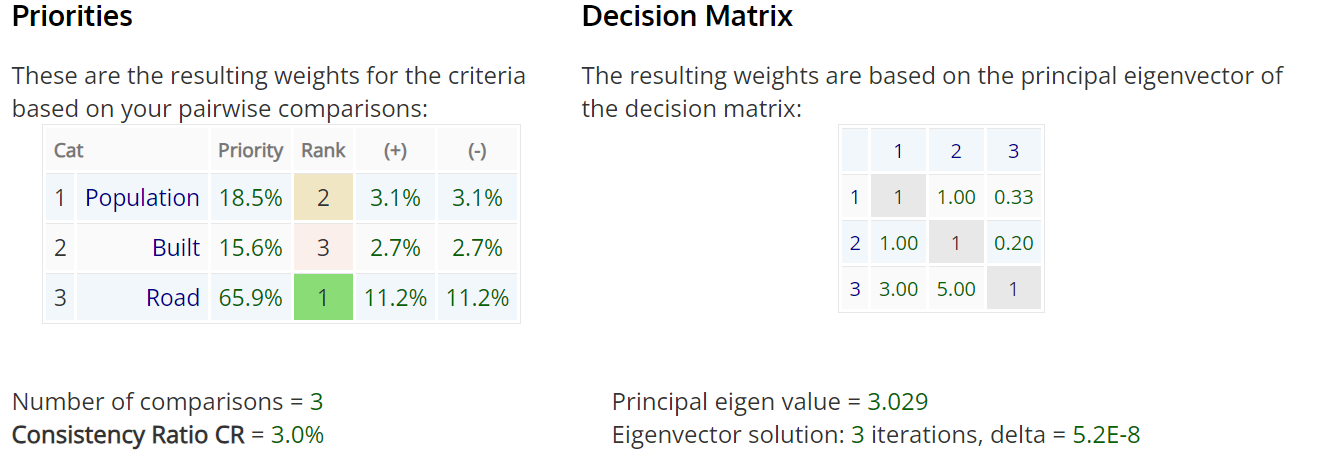 Priorities
These are the resulting weights for the criteria
based on your pairwise comparisons:
Cat Priority Rank (+) (-)
1 Population 18.5% 2 3.1% 3.1%
2 Built 15.6% 3 2.7% 2.7%
3 Road 65.9% 1 11.2% 11.2%
Number of comparisons = 3
Consistency Ratio CR = 3.0%
Decision Matrix
The resulting weights are based on the principal eigenvector of
the decision matrix:
1 2 3
1 1 1.00 0.33
2 1.00 1 0.20
3 3.00 5.00 1
Principal eigen value = 3.029
Eigenvector solution: 3 iterations, delta = 5.2E-8